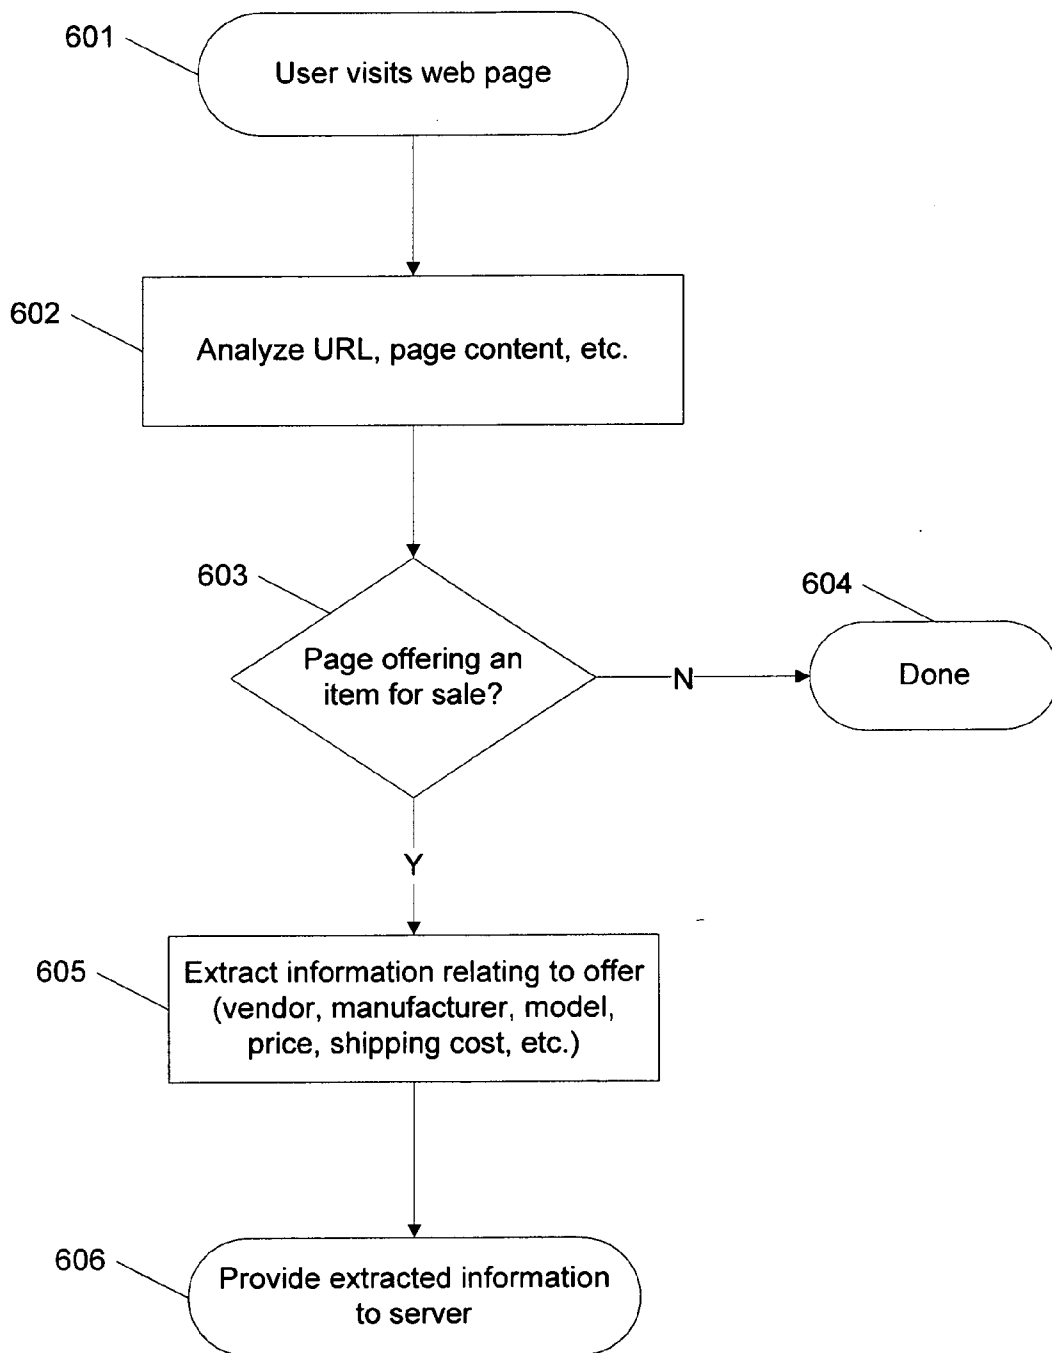 601
User visits web page
602
Analyze URL, page content, etc.
603
Page offering an
item for sale?
N
604
Done
Y
605
Extract information relating to offer
(vendor, manufacturer, model,
price, shipping cost, etc.)
606
Provide extracted information
to server